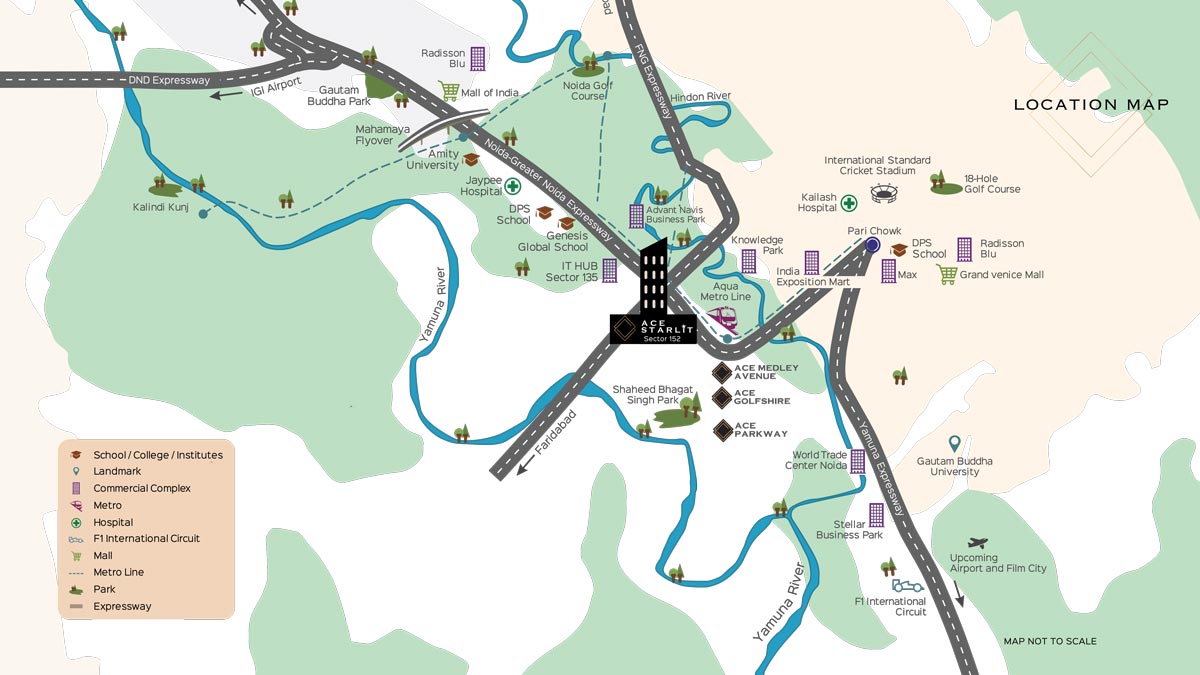 LOCATION MAP
DND Expressway
IGI Airport
Radisson
Blu
Mall of India
Gautam
Buddha Park
Noida Golf
Course
FNG Expressway
Hindon River
Mahamaya
Flyover
Amity
University
Noida-Greater Noida Expressway
Jaypee
Hospital
Kalindi Kunj
DPS
School
Genesis
Global School
IT HUB
Sector 135
Advant Navis
Business Park
International Standard
Cricket Stadium
18-Hole
Golf Course
Kailash
Hospital
Pari Chowk
Knowledge
Park
India
Exposition Mart
DPS
School
Radisson
Blu
Max
Grand venice Mall
Aqua
Metro Line
Yamuna River
ACE
STARLIT
Sector 152
ACE MEDLEY
AVENUE
ACE
GOLFSHIRE
ACE
PARKWAY
Shaheed Bhagat
Singh Park
Faridabad
World Trade
Center Noida
Yamuna Expressway
Gautam Buddha
University
Stellar
Business Park
Upcoming
Airport and Film City
F1 International
Circuit
Yamuna River
MAP NOT TO SCALE
School / College / Institutes
Landmark
Commercial Complex
Metro
Hospital
F1 International Circuit
Mall
Metro Line
Park
Expressway